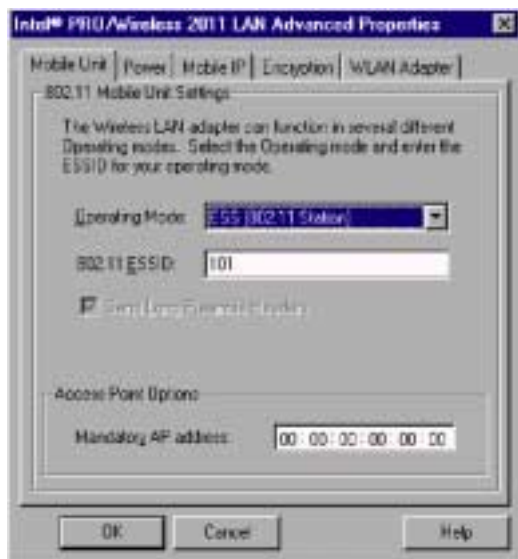 Intel® PRO/Wireless 2011 LAN Advanced Properties
Mobile Unit Power Mobile IP Encryption WLAN Adapter
802.11 Mobile Unit Settings
The Wireless LAN adapter can function in several different
Operating modes. Select the Operating mode and enter the
ESSID for your operating mode.
Operating Mode: ESS (802.11 Station)
802.11 ESSID: 101
Access Point Options
Mandatory AP address: 00:00:00:00:00:00
OK Cancel Help